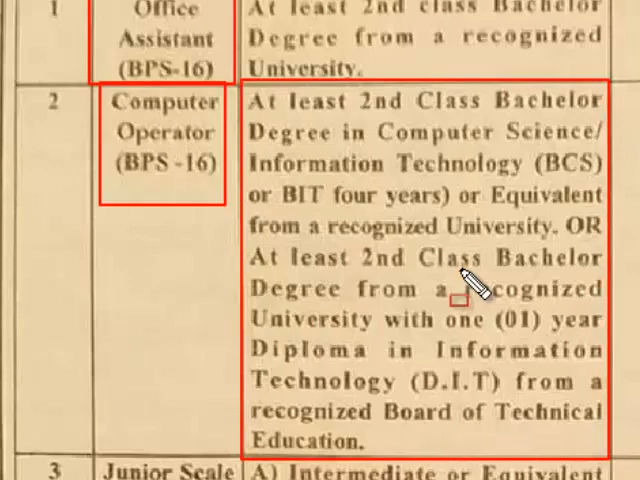 1
Office
Assistant
(BPS-16)
At least 2nd class Bachelor
Degree from a recognized
University.
2
Computer
Operator
(BPS -16)
At least 2nd Class Bachelor
Degree in Computer Science/
Information Technology (BCS)
or BIT four years) or Equivalent
from a recognized University. OR
At least 2nd Class Bachelor
Degree from a recognized
University with one (01) year
Diploma in Information
Technology (D.I.T) from a
recognized Board of Technical
Education.
3
Junior Scale
A) Intermediate or Equivalent